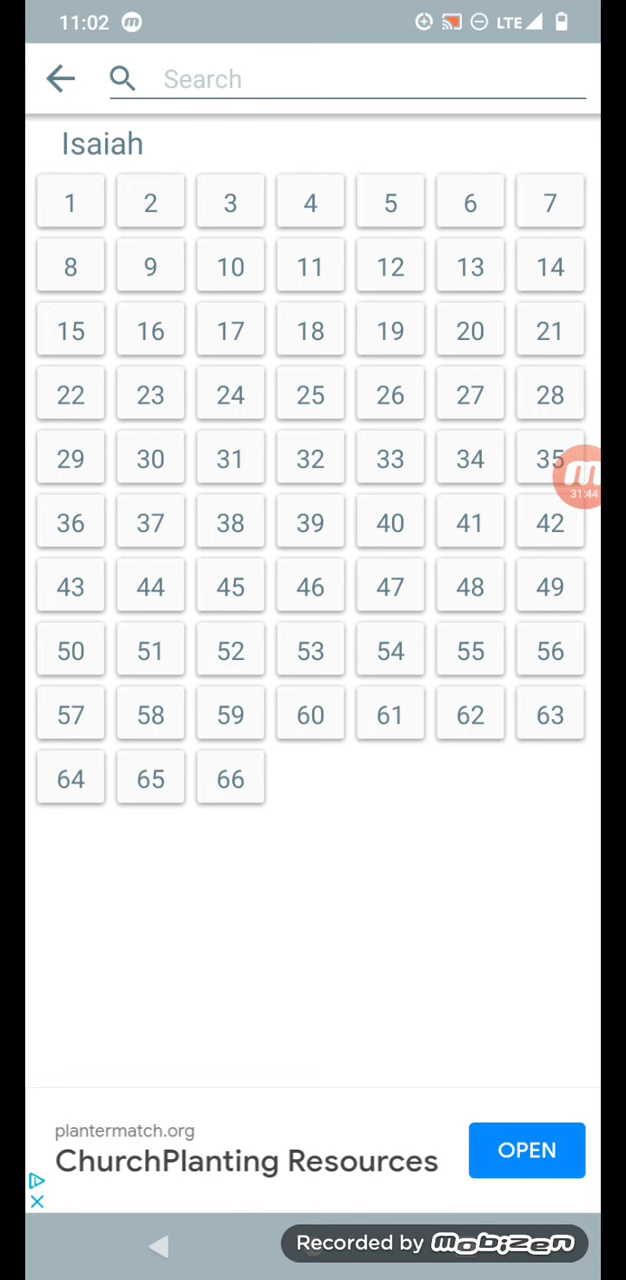 11:02 LTE
Search
Isaiah
1 2 3 4 5 6 7
8 9 10 11 12 13 14
15 16 17 18 19 20 21
22 23 24 25 26 27 28
29 30 31 32 33 34 35
31:44
36 37 38 39 40 41 42
43 44 45 46 47 48 49
50 51 52 53 54 55 56
57 58 59 60 61 62 63
64 65 66
plantermatch.org
ChurchPlanting Resources
OPEN
Recorded by mobizen